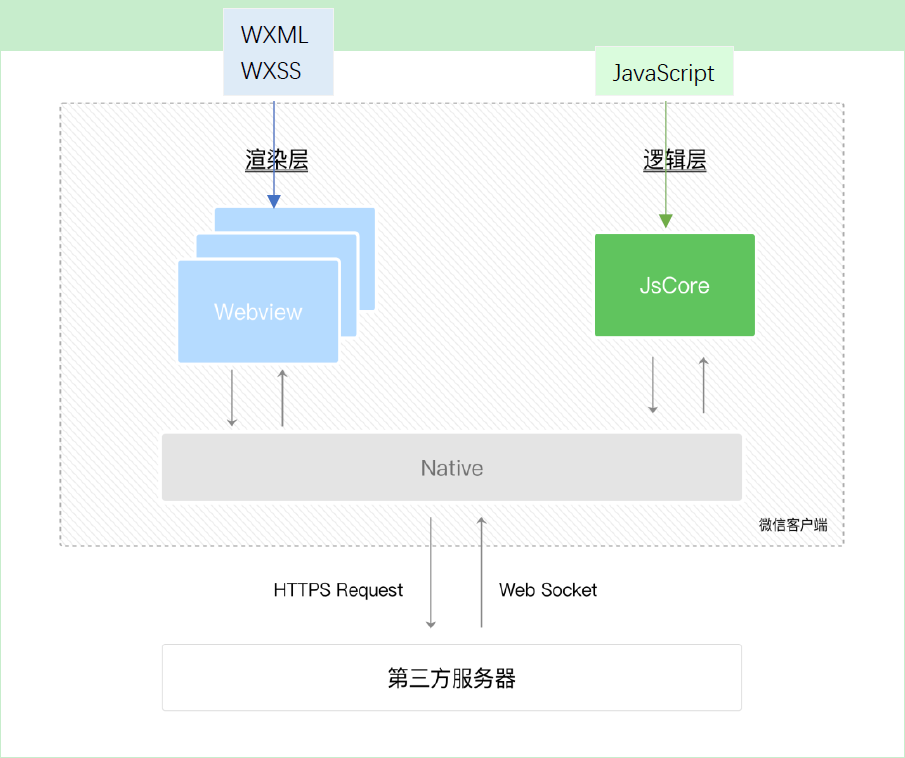 WXML
WXSS
JavaScript
渲染层
逻辑层
Webview
JsCore
Native
微信客户端
HTTPS Request
Web Socket
第三方服务器